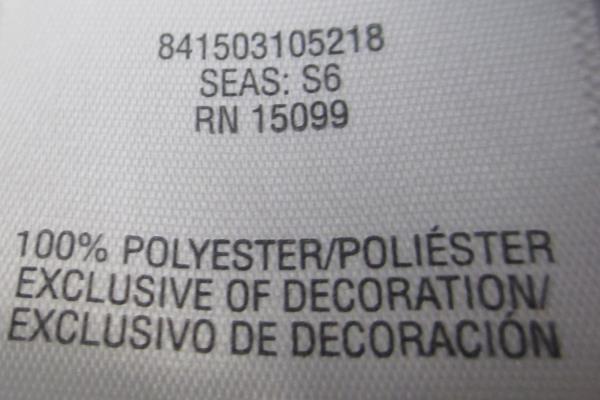 841503105218
SEAS: S6
RN 15099
100% POLYESTER/POLIÉSTER
EXCLUSIVE OF DECORATION/
EXCLUSIVO DE DECORACIÓN